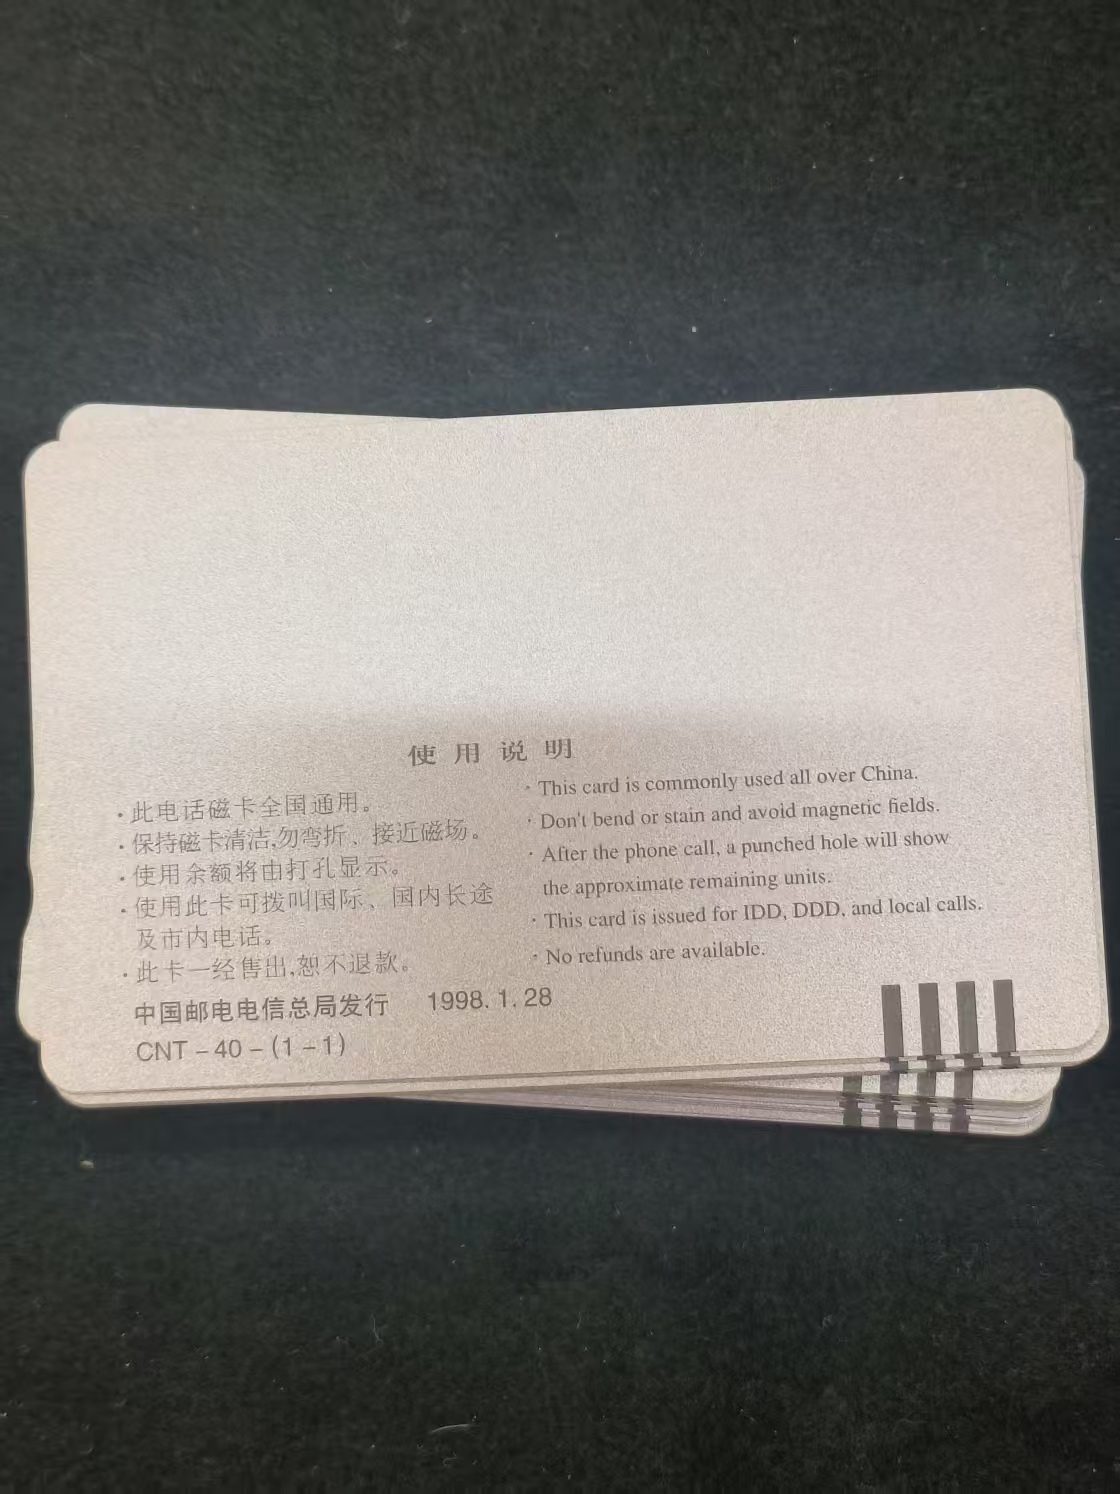 使用说明
·此电话磁卡全国通用。
·保持磁卡清洁,勿弯折、接近磁场。
·使用余额将由打孔显示。
·使用此卡可拨叫国际、国内长途
及市内电话。
·此卡一经售出,恕不退款。
· This card is commonly used all over China.
· Don't bend or stain and avoid magnetic fields.
· After the phone call, a punched hole will show
the approximate remaining units.
· This card is issued for IDD, DDD, and local calls.
· No refunds are available.
中国邮电电信总局发行 1998.1.28
CNT－40－(1－1)